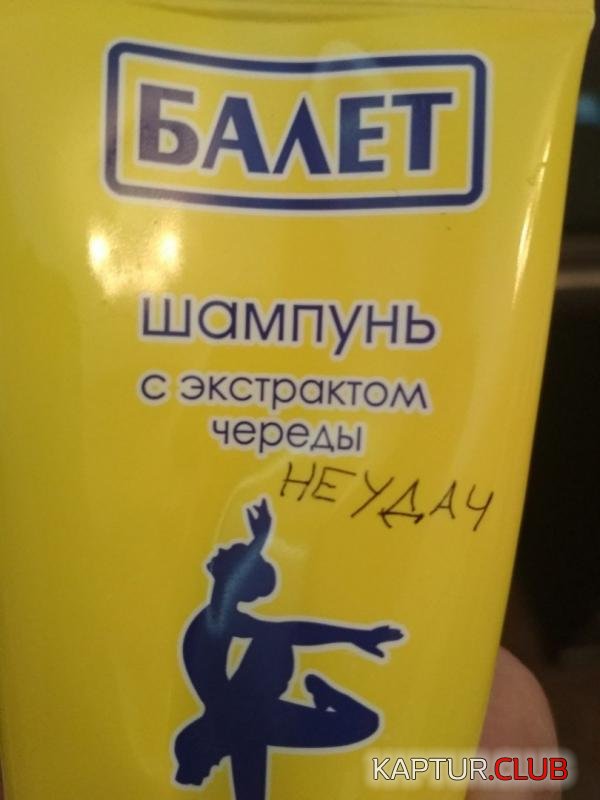 БАЛЕТ
шампунь
с экстрактом
череды
НЕУДАЧ
KAPTUR.CLUB